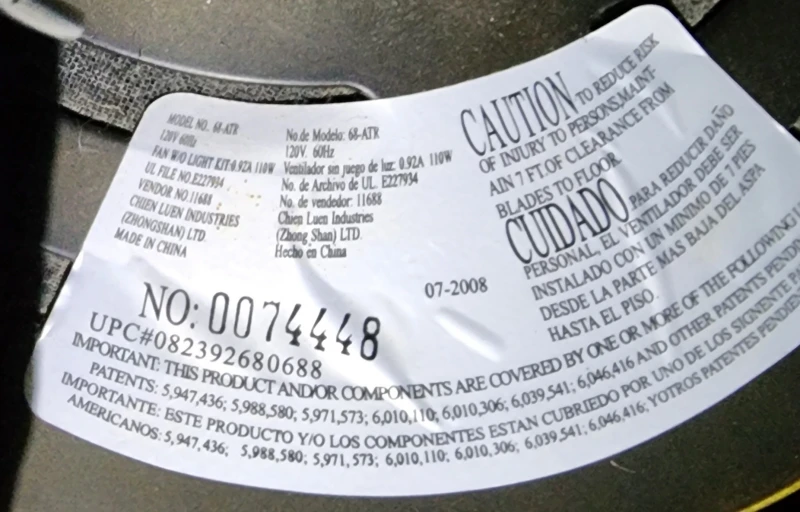 MODEL NO. 68-ATR
120V 60Hz
FAN W/O LIGHT KIT:0.92A 110W
UL FILE NO.E227934
VENDOR NO.11688
CHIEN LUEN INDUSTRIES
(ZHONGSHAN) LTD.
MADE IN CHINA
No de Modelo: 68-ATR
120V. 60Hz
Ventilador sin juego de luz. 0.92A 110W
No. de Archivo de UL. E227934
No. de vendedor: 11688
Chien Luen Industries
(Zhong Shan) LTD.
Hecho en China
CAUTION TO REDUCE RISK
OF INJURY TO PERSONS,MAINT-
AIN 7 FT.OF CLEARANCE FROM
BLADES TO FLOOR.
CUIDADO PARA REDUCIR DAÑO
PERSONAL, EL VENTILADOR DEBE SER
INSTALADO CON UN MINIMO DE 7 PIES
DESDE LA PARTE MAS BAJA DEL ASPA
HASTA EL PISO.
07-2008
NO: 0074448
UPC#082392680688
IMPORTANT: THIS PRODUCT AND/OR COMPONENTS ARE COVERED BY ONE OR MORE OF THE FOLLOWING
PATENTS: 5,947,436; 5,988,580; 5,971,573; 6,010,110; 6,010,306; 6,039,541; 6,046,416 AND OTHER PATENTS
IMPORTANTE: ESTE PRODUCTO Y/O LOS COMPONENTES ESTAN CUBRIEDO POR UNO DE LOS SIGNENTE
AMERICANOS: 5,947,436; 5,988,580; 5,971,573; 6,010,110; 6,010,306; 6,039,541; 6,046,416; YOTROS PATENTES